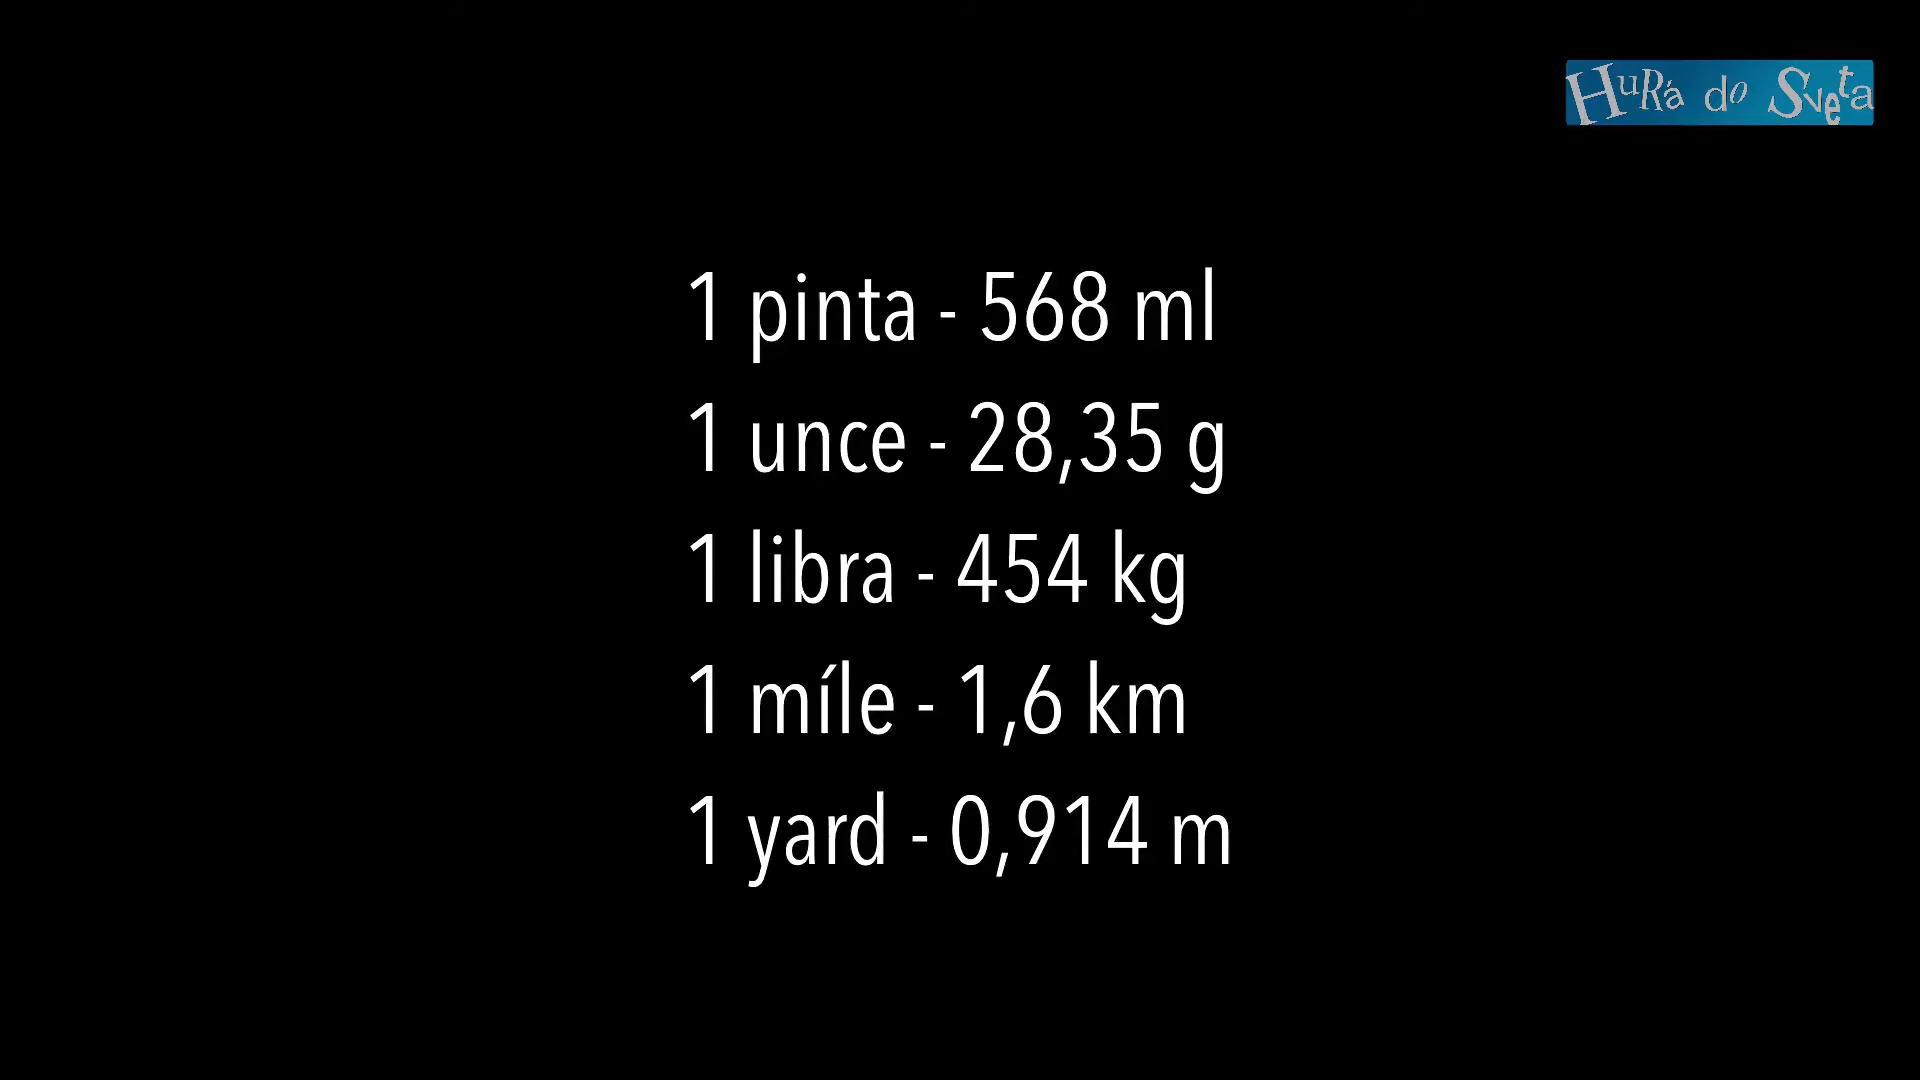 Hurá do Světa
1 pinta - 568 ml
1 unce - 28,35 g
1 libra - 454 kg
1 míle - 1,6 km
1 yard - 0,914 m